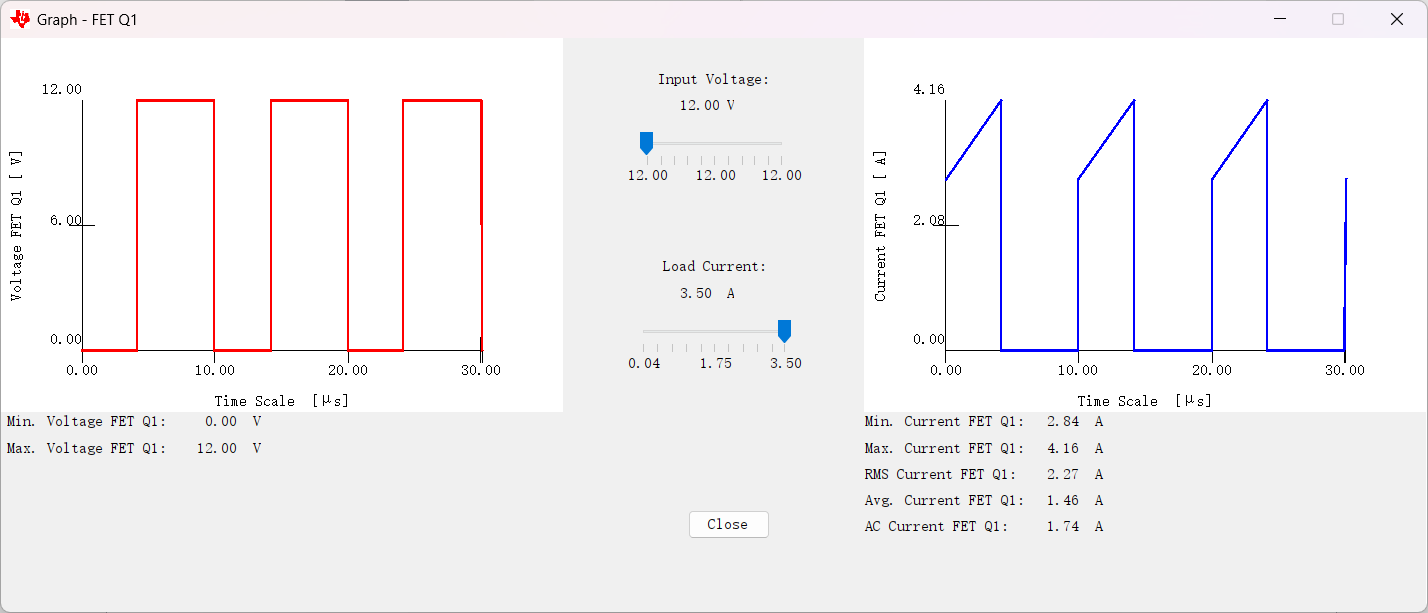 Graph - FET Q1
12.00
6.00
0.00
Voltage FET Q1 [ V]
0.00 10.00 20.00 30.00
Time Scale [μs]
Min. Voltage FET Q1: 0.00 V
Max. Voltage FET Q1: 12.00 V
Input Voltage:
12.00 V
12.00 12.00 12.00
Load Current:
3.50 A
0.04 1.75 3.50
Close
4.16
2.08
0.00
Current FET Q1 [ A]
0.00 10.00 20.00 30.00
Time Scale [μs]
Min. Current FET Q1: 2.84 A
Max. Current FET Q1: 4.16 A
RMS Current FET Q1: 2.27 A
Avg. Current FET Q1: 1.46 A
AC Current FET Q1: 1.74 A